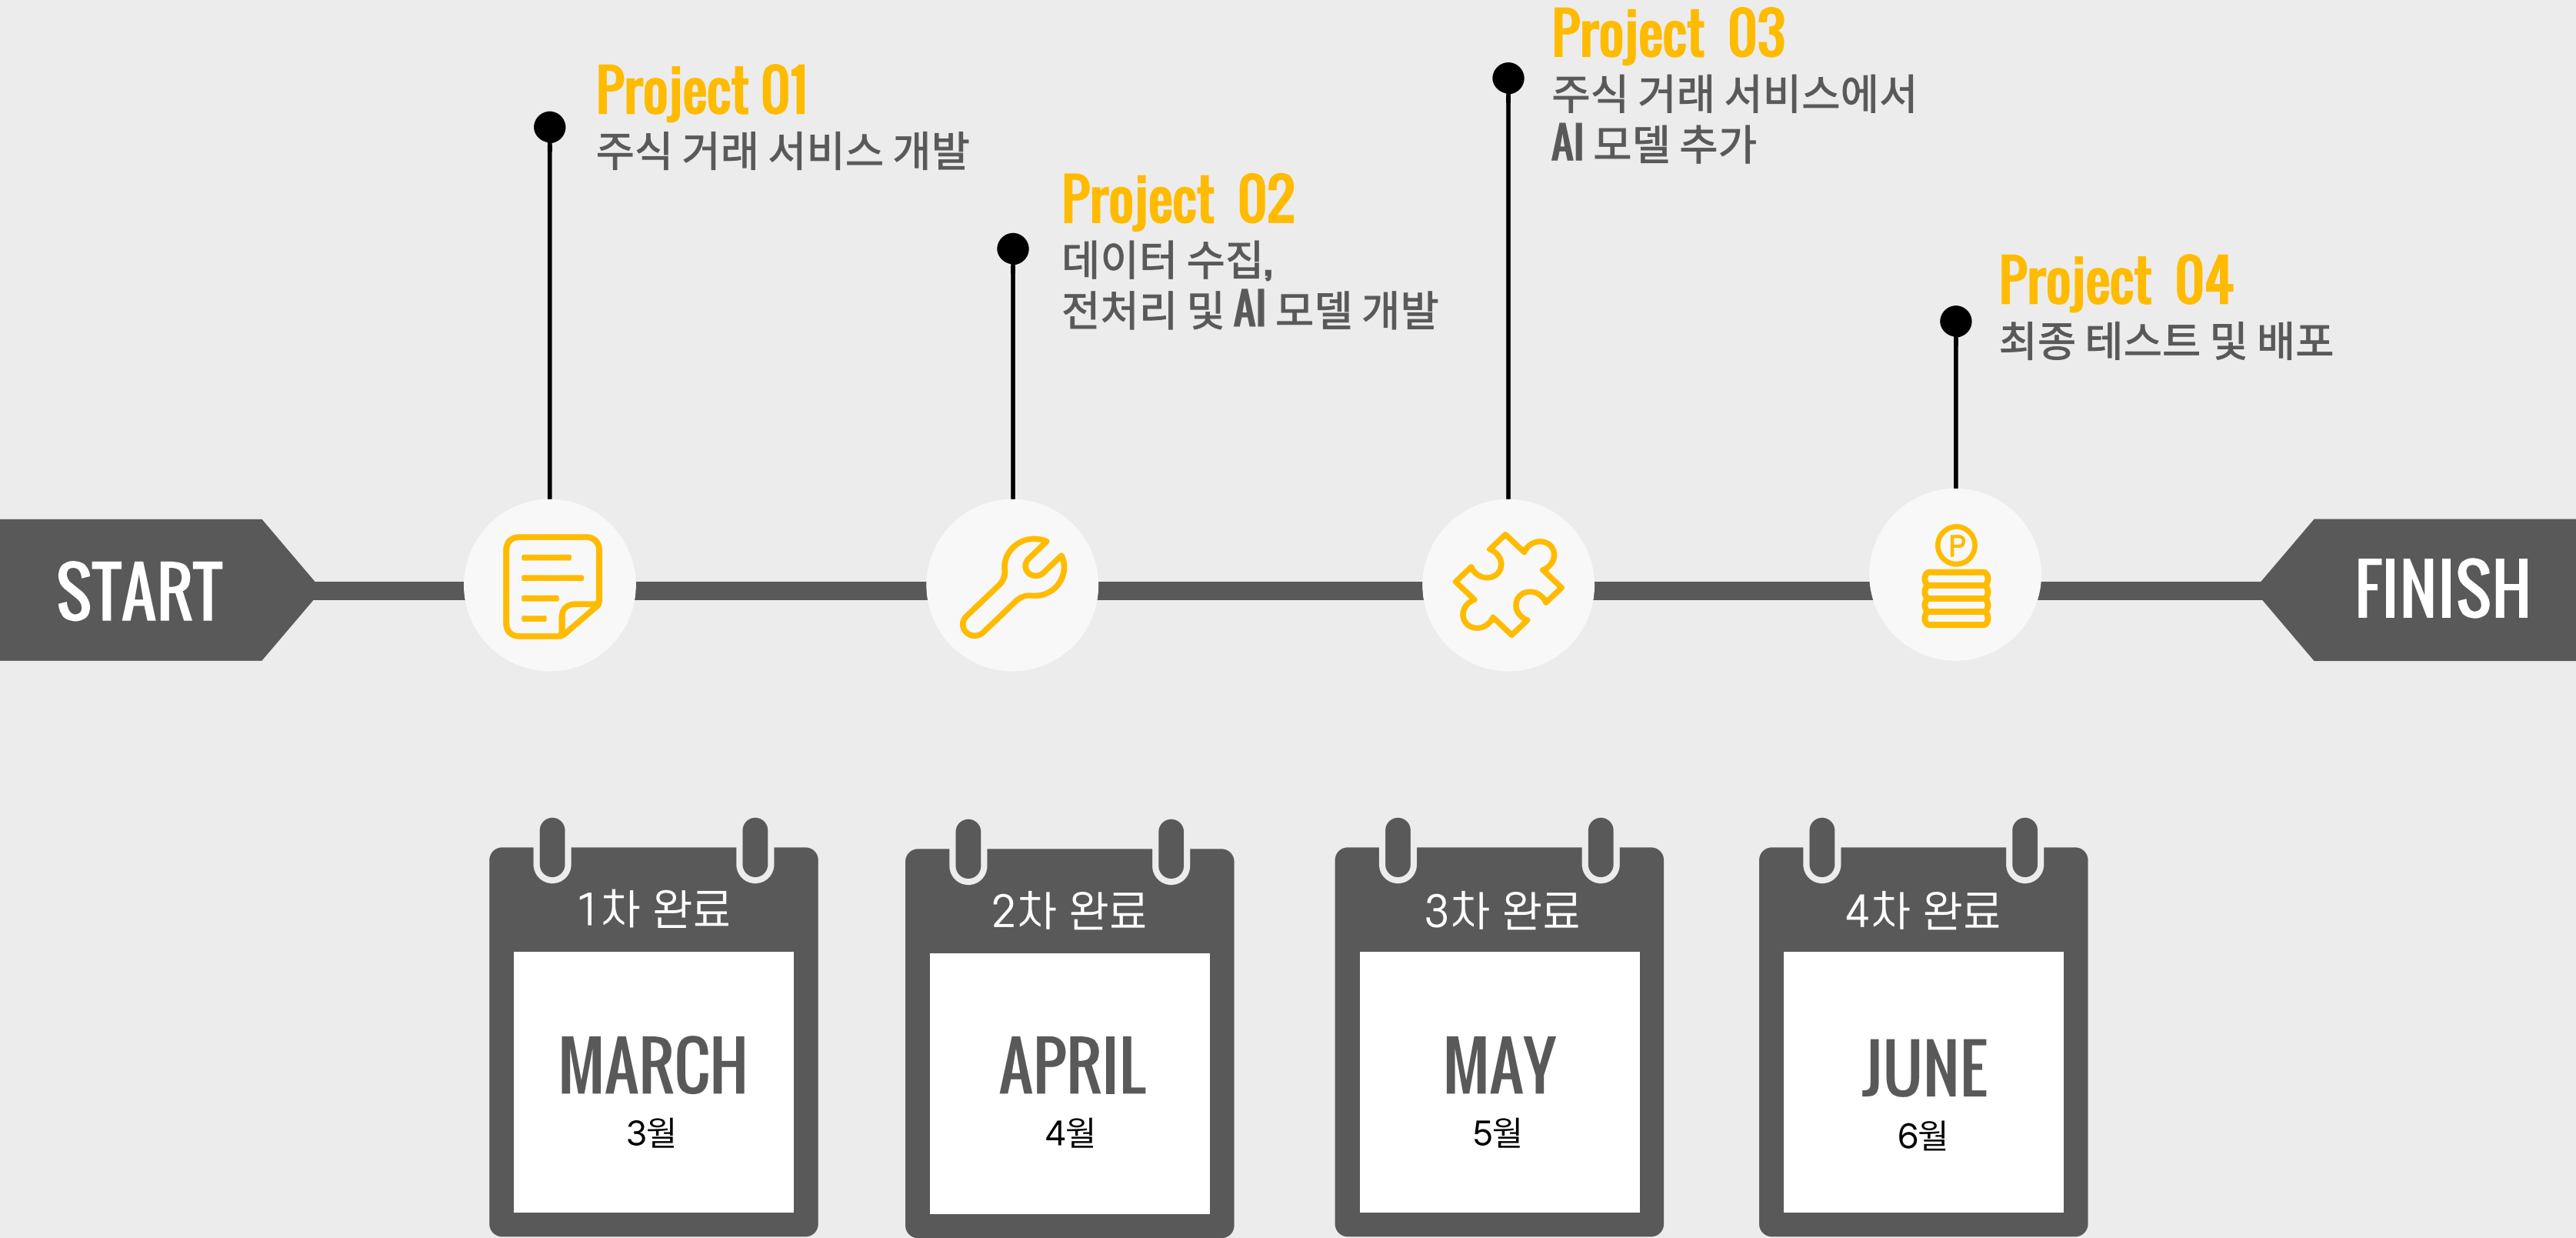 Project 01
주식 거래 서비스 개발
Project 02
데이터 수집,
전처리 및 AI 모델 개발
Project 03
주식 거래 서비스에서
AI 모델 추가
Project 04
최종 테스트 및 배포
START
P
FINISH
1차 완료
MARCH
3월
2차 완료
APRIL
4월
3차 완료
MAY
5월
4차 완료
JUNE
6월